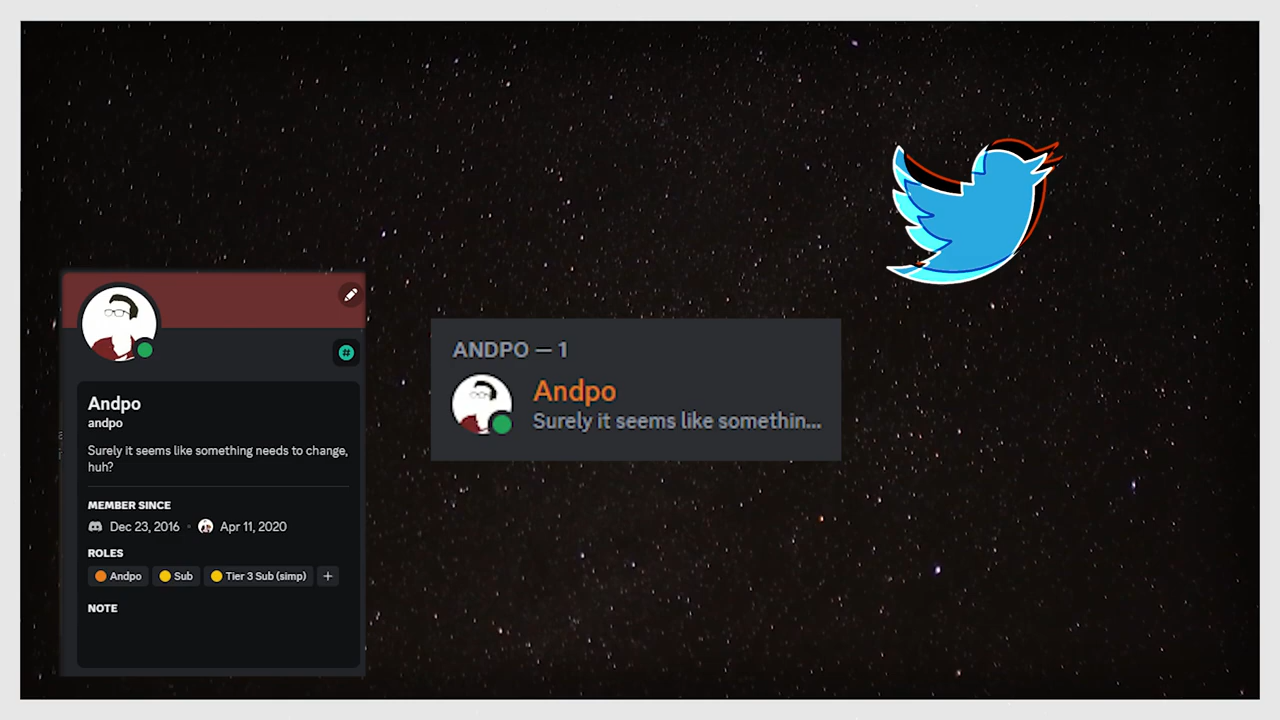 Andpo
andpo
Surely it seems like something needs to change,
huh?
MEMBER SINCE
Dec 23, 2016 • Apr 11, 2020
ROLES
Andpo Sub Tier 3 Sub (simp) +
NOTE
ANDPO — 1
Andpo
Surely it seems like somethin...